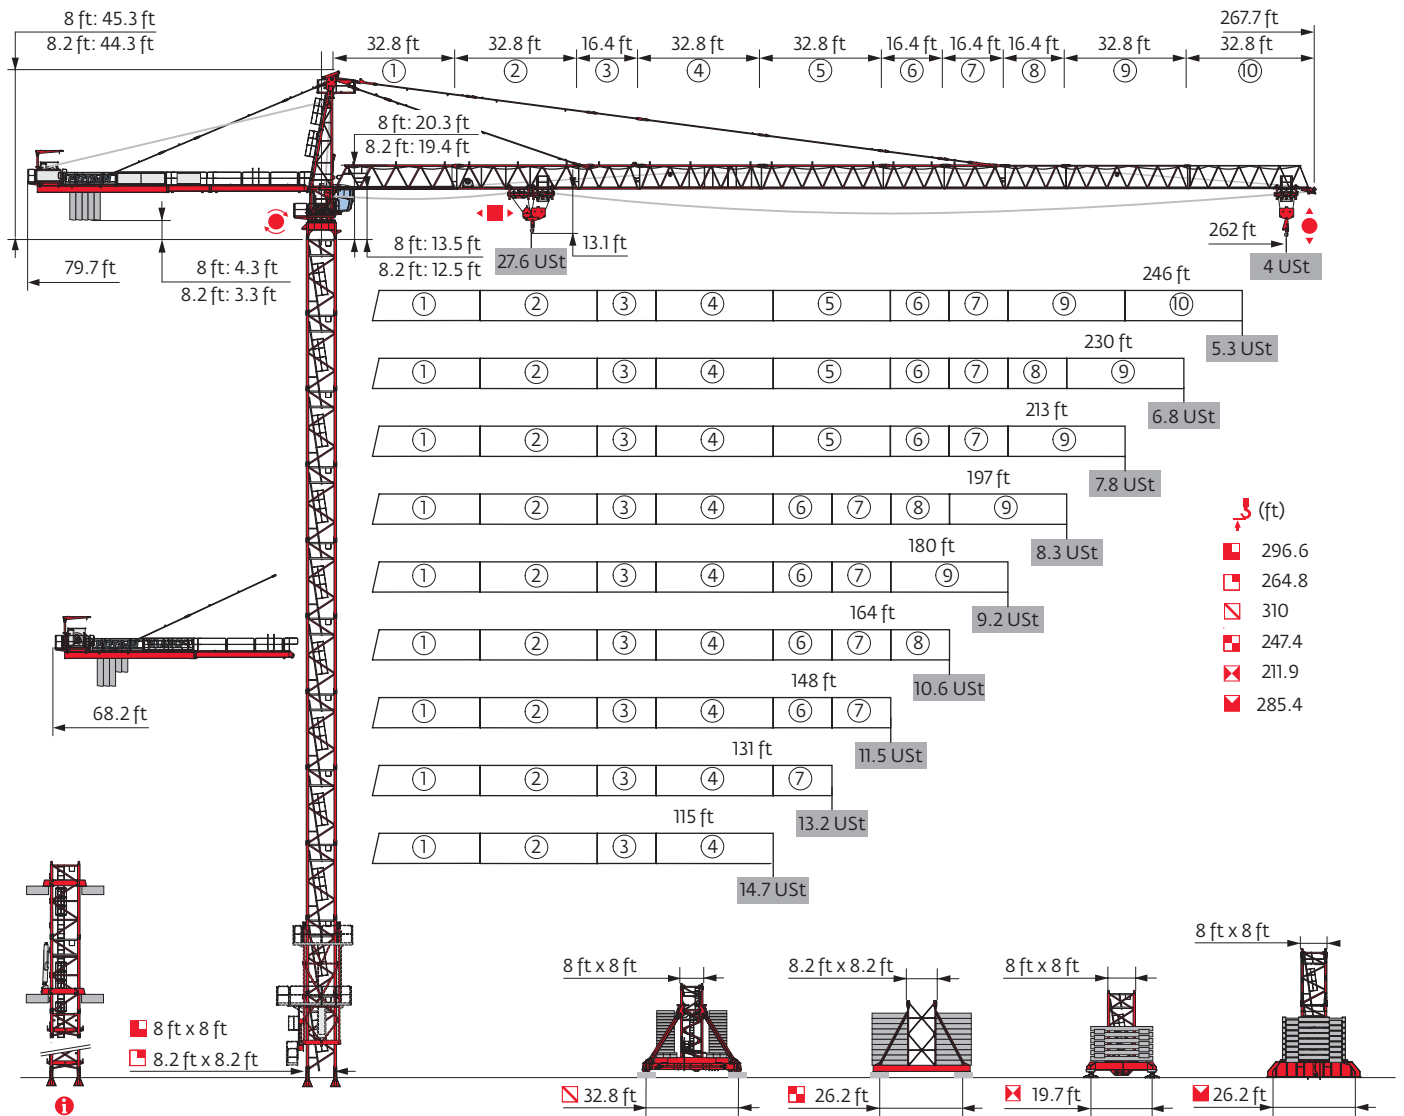 8 ft: 45.3 ft
8.2 ft: 44.3 ft
267.7 ft
32.8 ft 32.8 ft 16.4 ft 32.8 ft 32.8 ft 16.4 ft 16.4 ft 16.4 ft 32.8 ft 32.8 ft
① ② ③ ④ ⑤ ⑥ ⑦ ⑧ ⑨ ⑩
8 ft: 20.3 ft
8.2 ft: 19.4 ft
8 ft: 13.5 ft
8.2 ft: 12.5 ft
27.6 USt
13.1 ft
262 ft
4 USt
79.7 ft
8 ft: 4.3 ft
8.2 ft: 3.3 ft
246 ft
① ② ③ ④ ⑤ ⑥ ⑦ ⑨ ⑩
5.3 USt
230 ft
① ② ③ ④ ⑤ ⑥ ⑦ ⑧ ⑨
6.8 USt
213 ft
① ② ③ ④ ⑤ ⑥ ⑦ ⑨
7.8 USt
197 ft
① ② ③ ④ ⑥ ⑦ ⑧ ⑨
8.3 USt
180 ft
① ② ③ ④ ⑥ ⑦ ⑨
9.2 USt
164 ft
① ② ③ ④ ⑥ ⑦ ⑧
10.6 USt
148 ft
① ② ③ ④ ⑥ ⑦
11.5 USt
131 ft
① ② ③ ④ ⑦
13.2 USt
115 ft
① ② ③ ④
14.7 USt
(ft)
296.6
264.8
310
247.4
211.9
285.4
68.2 ft
8 ft x 8 ft
8.2 ft x 8.2 ft
i
8 ft x 8 ft
32.8 ft
8.2 ft x 8.2 ft
26.2 ft
8 ft x 8 ft
19.7 ft
8 ft x 8 ft
26.2 ft